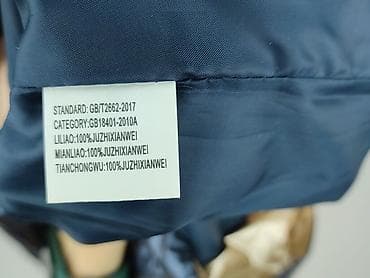 STANDARD: GB/T2662-2017
CATEGORY:GB18401-2010A
LILIAO:100%JUZHIXIANWEI
MIANLIAO:100%JUZHIXIANWEI
TIANCHONGWU:100%JUZHIXIANWEI